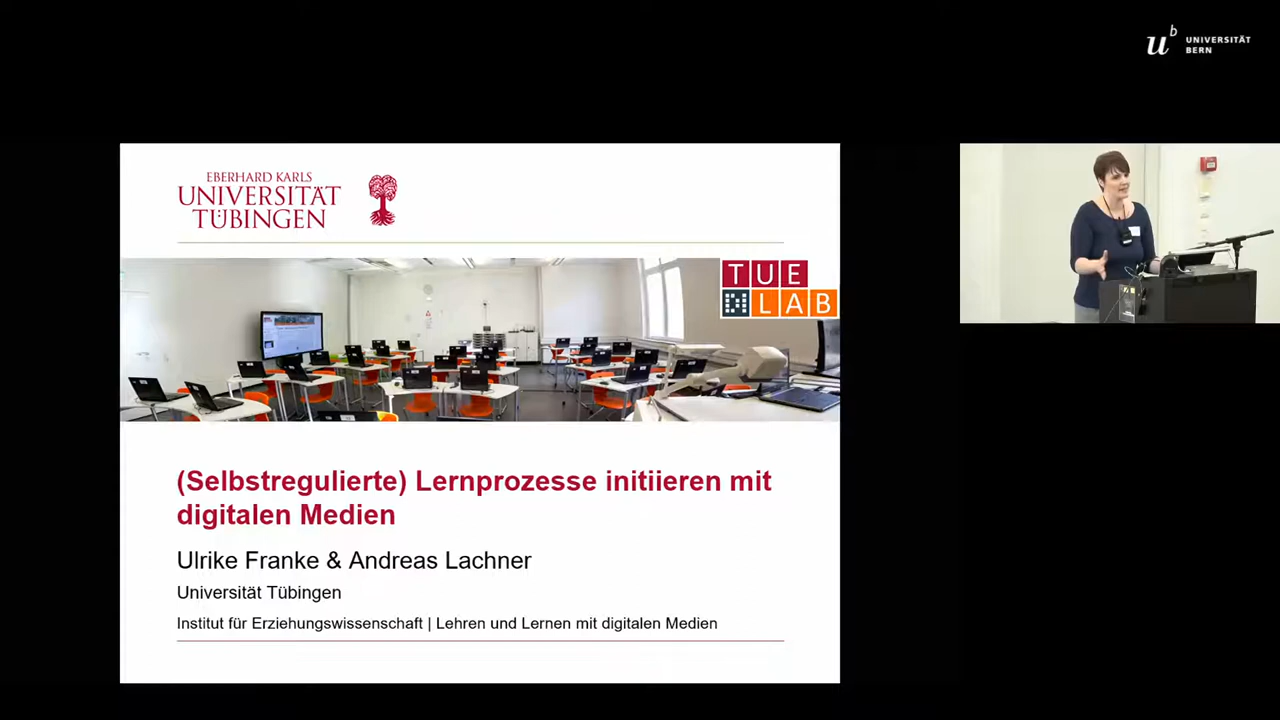 u b UNIVERSITÄT
BERN
EBERHARD KARLS
UNIVERSITÄT
TÜBINGEN
TUE
LAB
(Selbstregulierte) Lernprozesse initiieren mit
digitalen Medien
Ulrike Franke & Andreas Lachner
Universität Tübingen
Institut für Erziehungswissenschaft | Lehren und Lernen mit digitalen Medien